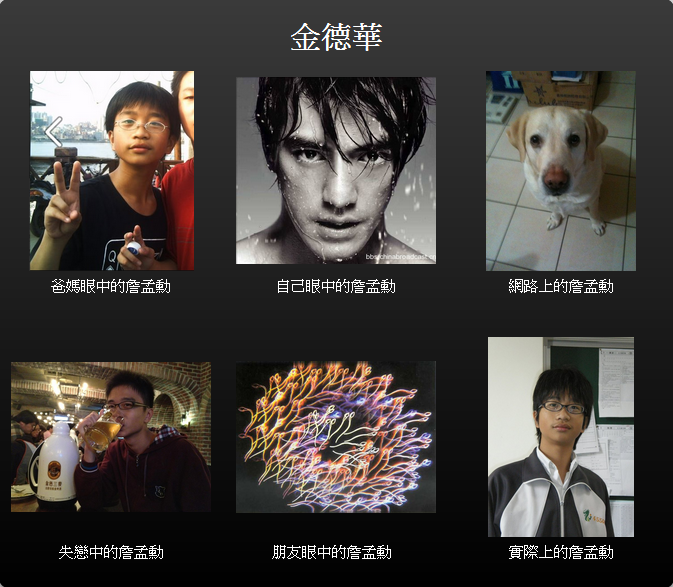 金德華
爸媽眼中的詹孟勳
自己眼中的詹孟勳
網路上的詹孟勳
失戀中的詹孟勳
朋友眼中的詹孟勳
實際上的詹孟勳